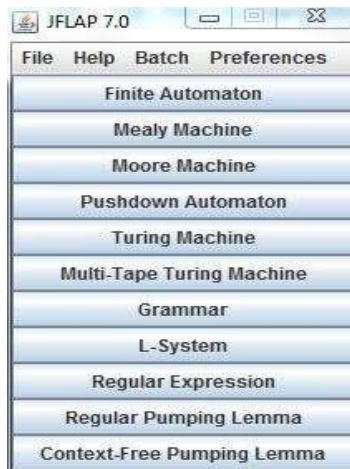 JFLAP 7.0
File Help Batch Preferences
Finite Automaton
Mealy Machine
Moore Machine
Pushdown Automaton
Turing Machine
Multi-Tape Turing Machine
Grammar
L-System
Regular Expression
Regular Pumping Lemma
Context-Free Pumping Lemma